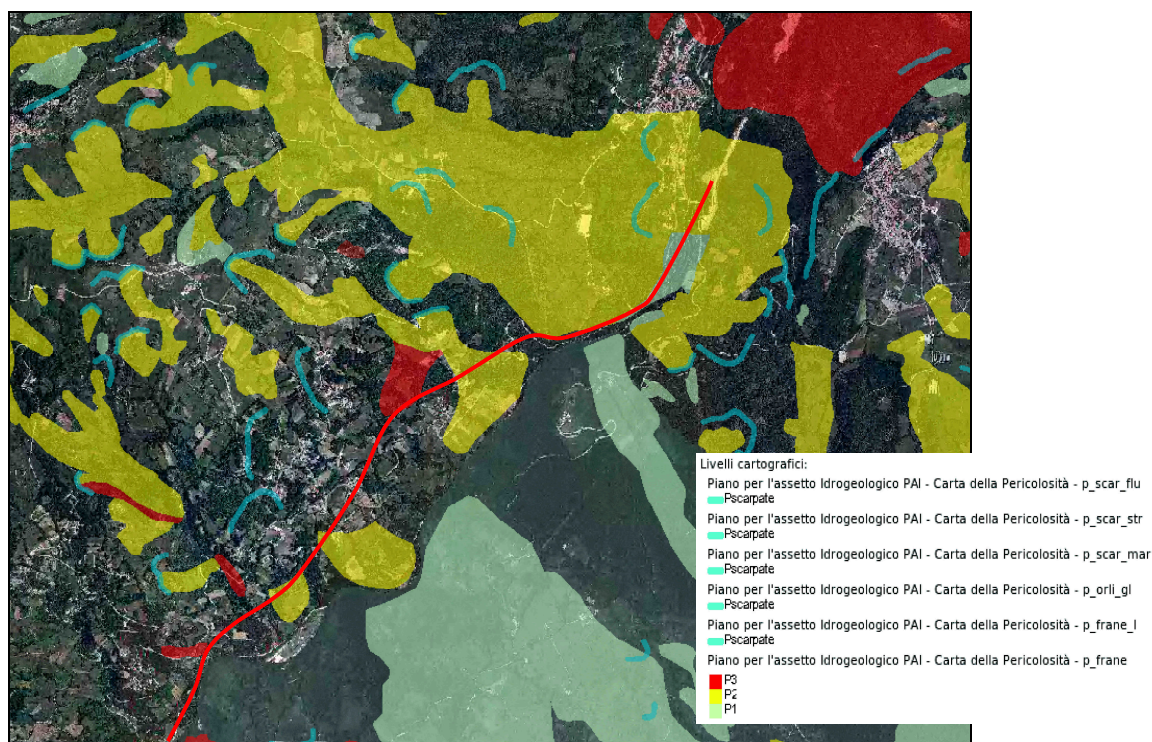 Livelli cartografici:
Piano per l'assetto Idrogeologico PAI - Carta della Pericolosità - p_scar_flu
Pscarpate
Piano per l'assetto Idrogeologico PAI - Carta della Pericolosità - p_scar_str
Pscarpate
Piano per l'assetto Idrogeologico PAI - Carta della Pericolosità - p_scar_mar
Pscarpate
Piano per l'assetto Idrogeologico PAI - Carta della Pericolosità - p_orli_gl
Pscarpate
Piano per l'assetto Idrogeologico PAI - Carta della Pericolosità - p_frane_l
Pscarpate
Piano per l'assetto Idrogeologico PAI - Carta della Pericolosità - p_frane
P3
P2
P1